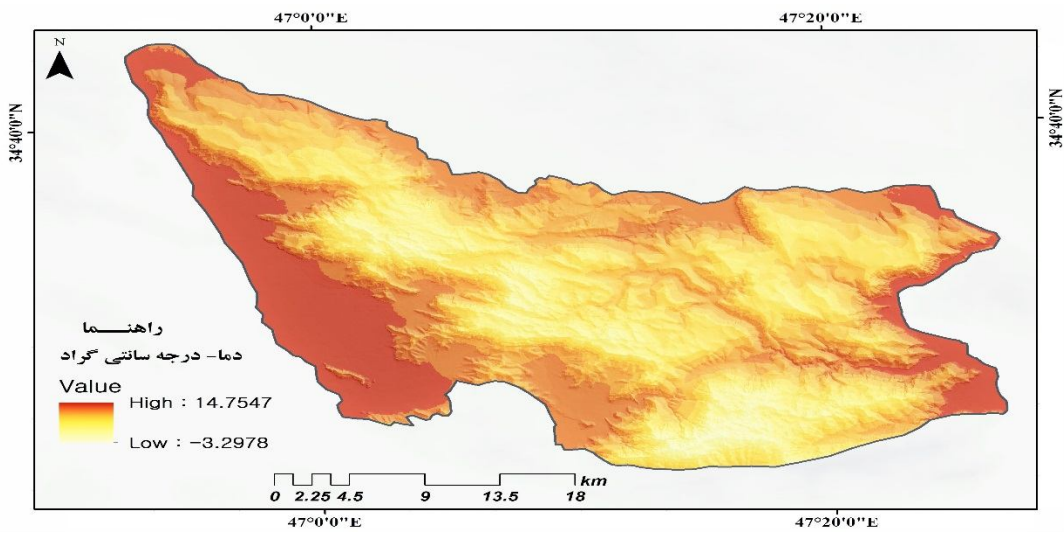 47°0'0"E 47°20'0"E
N
34°40'0"N 34°40'0"N
راهنـــما
دما- درجه سانتی گراد
Value
High : 14.7547
Low : -3.2978
km
0 2.25 4.5 9 13.5 18
47°0'0"E 47°20'0"E